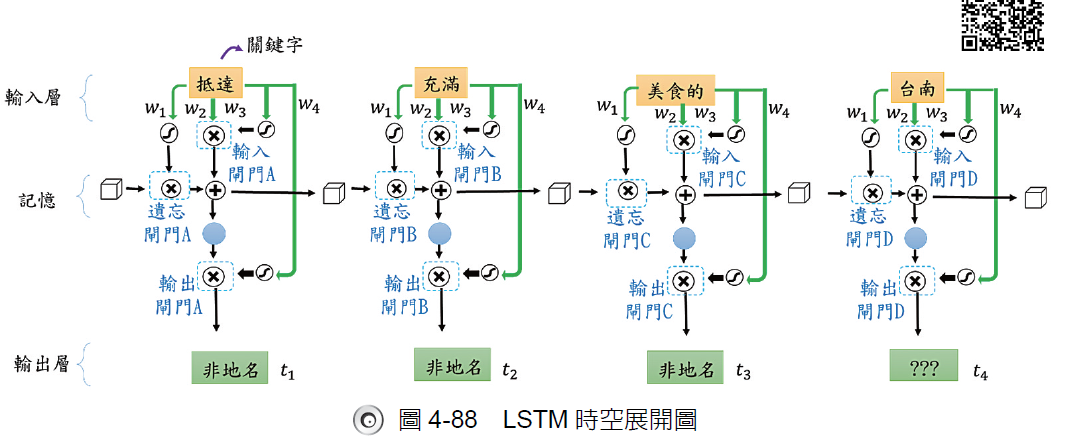 關鍵字
輸入層
抵達
w1 w2 w3 w4
輸入
閘門A
充滿
w1 w2 w3 w4
輸入
閘門B
美食的
w1 w2 w3 w4
輸入
閘門C
台南
w1 w2 w3 w4
輸入
閘門D
記憶
遺忘
閘門A
遺忘
閘門B
遺忘
閘門C
遺忘
閘門D
輸出
閘門A
輸出
閘門B
輸出
閘門C
輸出
閘門D
輸出層
非地名 t1
非地名 t2
非地名 t3
??? t4
圖 4-88 LSTM 時空展開圖